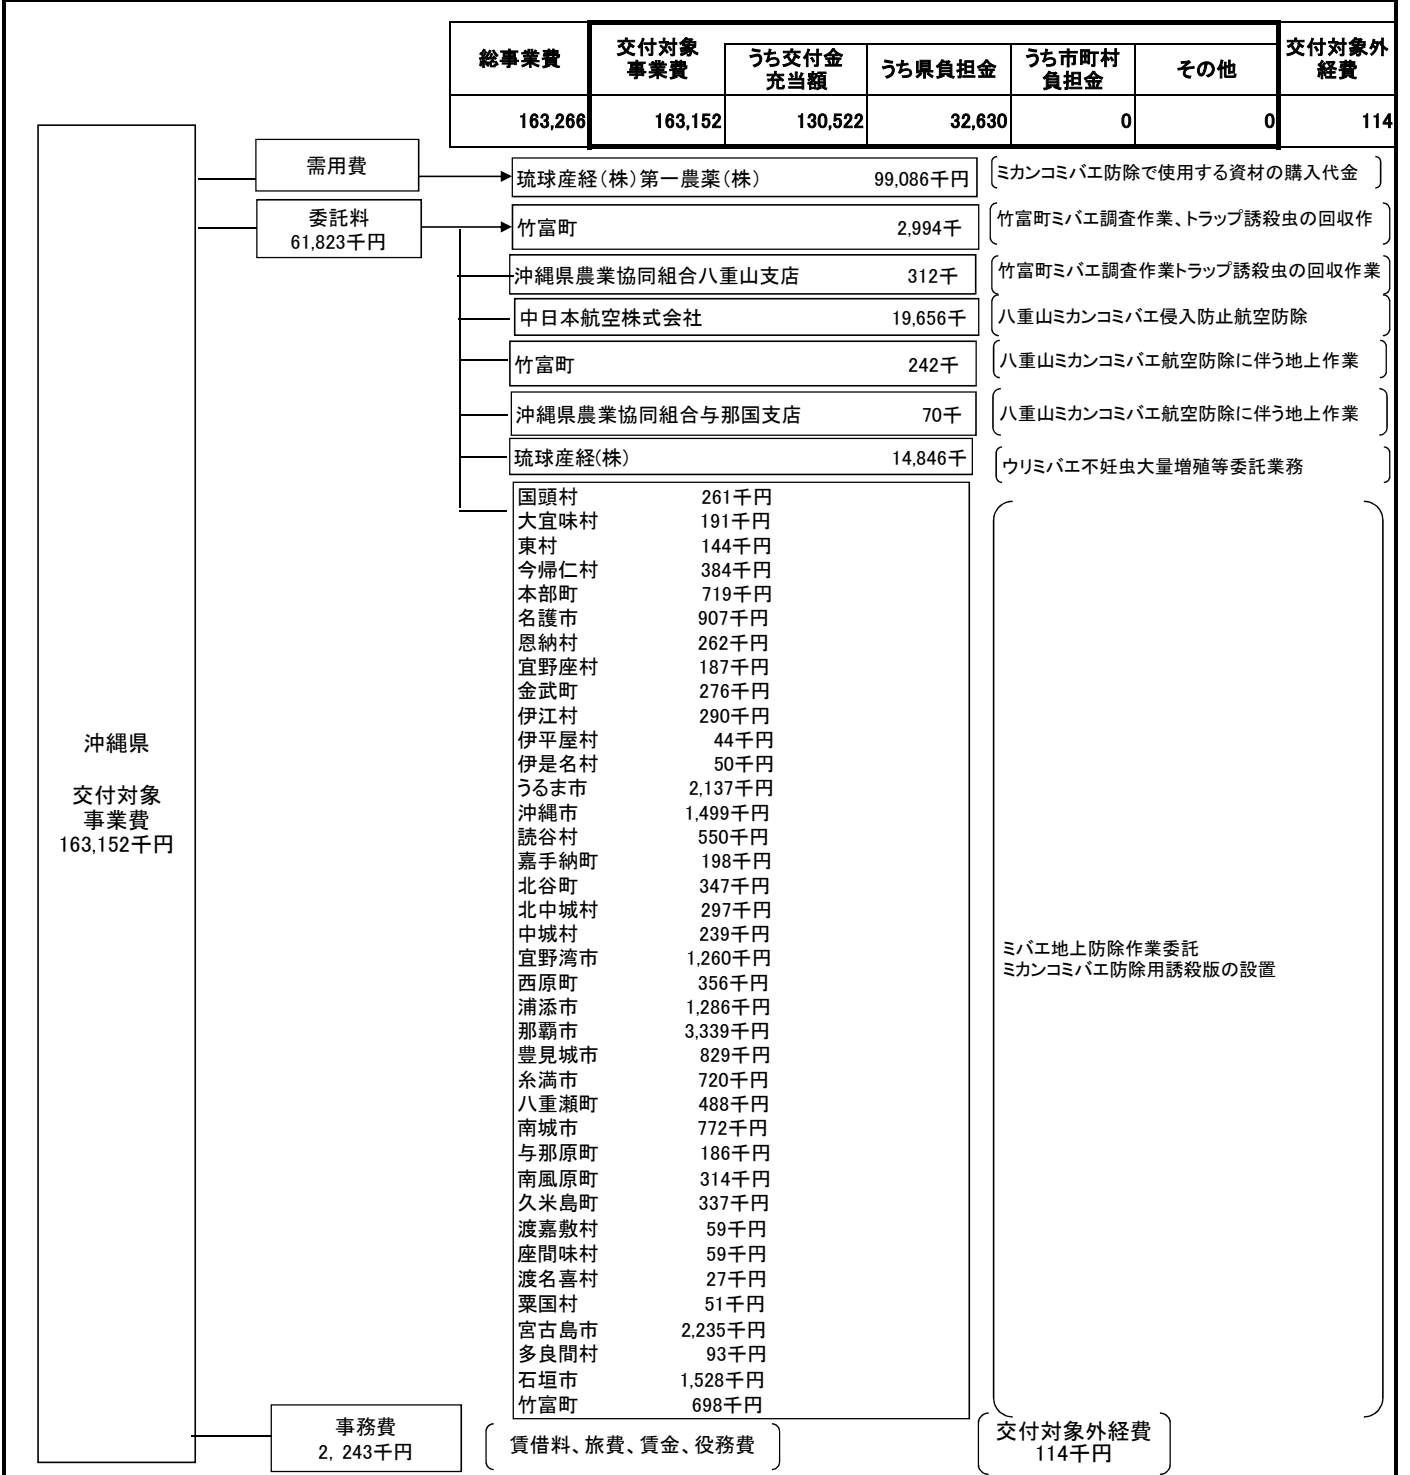 総事業費
交付対象
事業費
うち交付金
充当額
うち県負担金
うち市町村
負担金
その他
交付対象外
経費
163,266 163,152 130,522 32,630 0 0 114
需用費
琉球産経(株)第一農薬(株) 99,086千円
ミカンコミバエ防除で使用する資材の購入代金
委託料
61,823千円
竹富町 2,994千
竹富町ミバエ調査作業、トラップ誘殺虫の回収作
沖縄県農業協同組合八重山支店 312千
竹富町ミバエ調査作業トラップ誘殺虫の回収作業
中日本航空株式会社 19,656千
八重山ミカンコミバエ侵入防止航空防除
竹富町 242千
八重山ミカンコミバエ航空防除に伴う地上作業
沖縄県農業協同組合与那国支店 70千
八重山ミカンコミバエ航空防除に伴う地上作業
琉球産経(株) 14,846千
ウリミバエ不妊虫大量増殖等委託業務
国頭村 261千円
大宜味村 191千円
東村 144千円
今帰仁村 384千円
本部町 719千円
名護市 907千円
恩納村 262千円
宜野座村 187千円
金武町 276千円
伊江村 290千円
伊平屋村 44千円
伊是名村 50千円
うるま市 2,137千円
沖縄市 1,499千円
読谷村 550千円
嘉手納町 198千円
北谷町 347千円
北中城村 297千円
中城村 239千円
宜野湾市 1,260千円
西原町 356千円
浦添市 1,286千円
那覇市 3,339千円
豊見城市 829千円
糸満市 720千円
八重瀬町 488千円
南城市 772千円
与那原町 186千円
南風原町 314千円
久米島町 337千円
渡嘉敷村 59千円
座間味村 59千円
渡名喜村 27千円
粟国村 51千円
宮古島市 2,235千円
多良間村 93千円
石垣市 1,528千円
竹富町 698千円
ミバエ地上防除作業委託
ミカンコミバエ防除用誘殺版の設置
沖縄県
交付対象
事業費
163,152千円
事務費
2, 243千円
賃借料、旅費、賃金、役務費
交付対象外経費
114千円